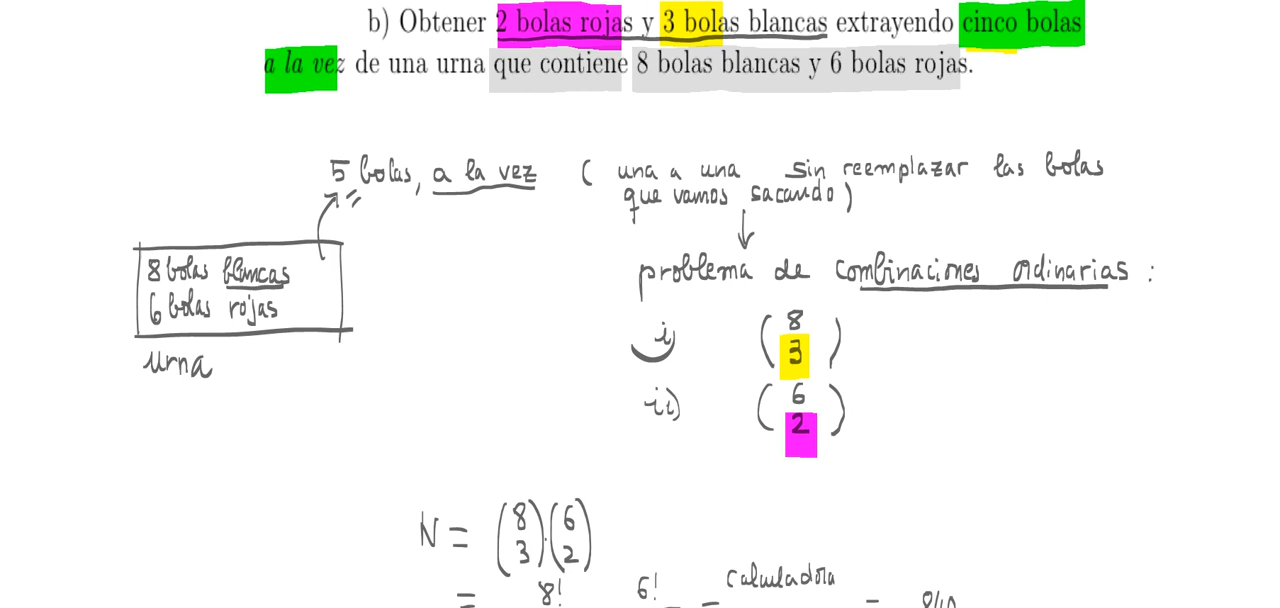 b) Obtener 2 bolas rojas y 3 bolas blancas extrayendo cinco bolas
a la vez de una urna que contiene 8 bolas blancas y 6 bolas rojas.
5 bolas, a la vez ( una a una sin reemplazar las bolas
que vamos sacando)
8 bolas blancas
6 bolas rojas
urna
problema de combinaciones ordinarias :
i) ( 8
3 )
ii) ( 6
2 )
N = (8
3)·(6
2)
= 8! 6! = calculadora =